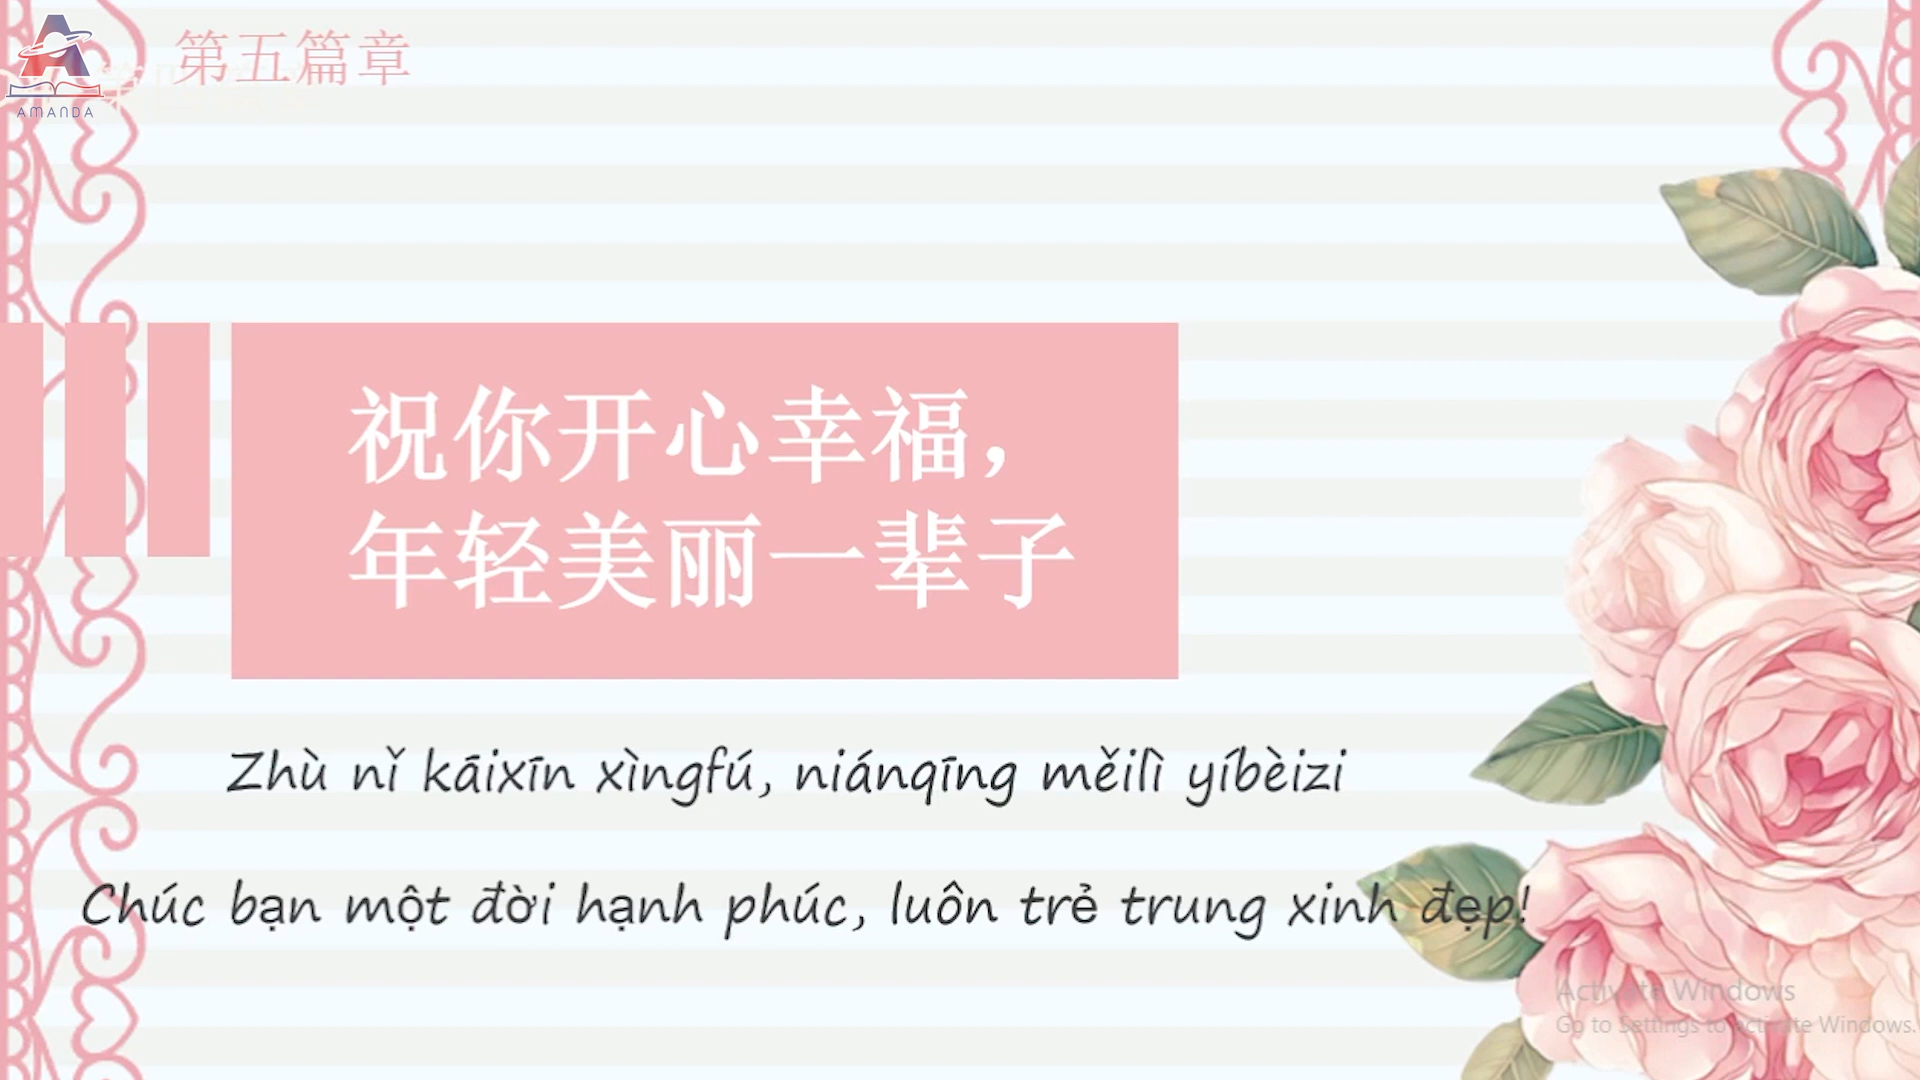 第五篇章
AMANDA
祝你开心幸福，
年轻美丽一辈子
Zhù nǐ kāixīn xìngfú, niánqīng měilì yíbèizi
Chúc bạn một đời hạnh phúc, luôn trẻ trung xinh đẹp!
Activate Windows
Go to Settings to activate Windows.